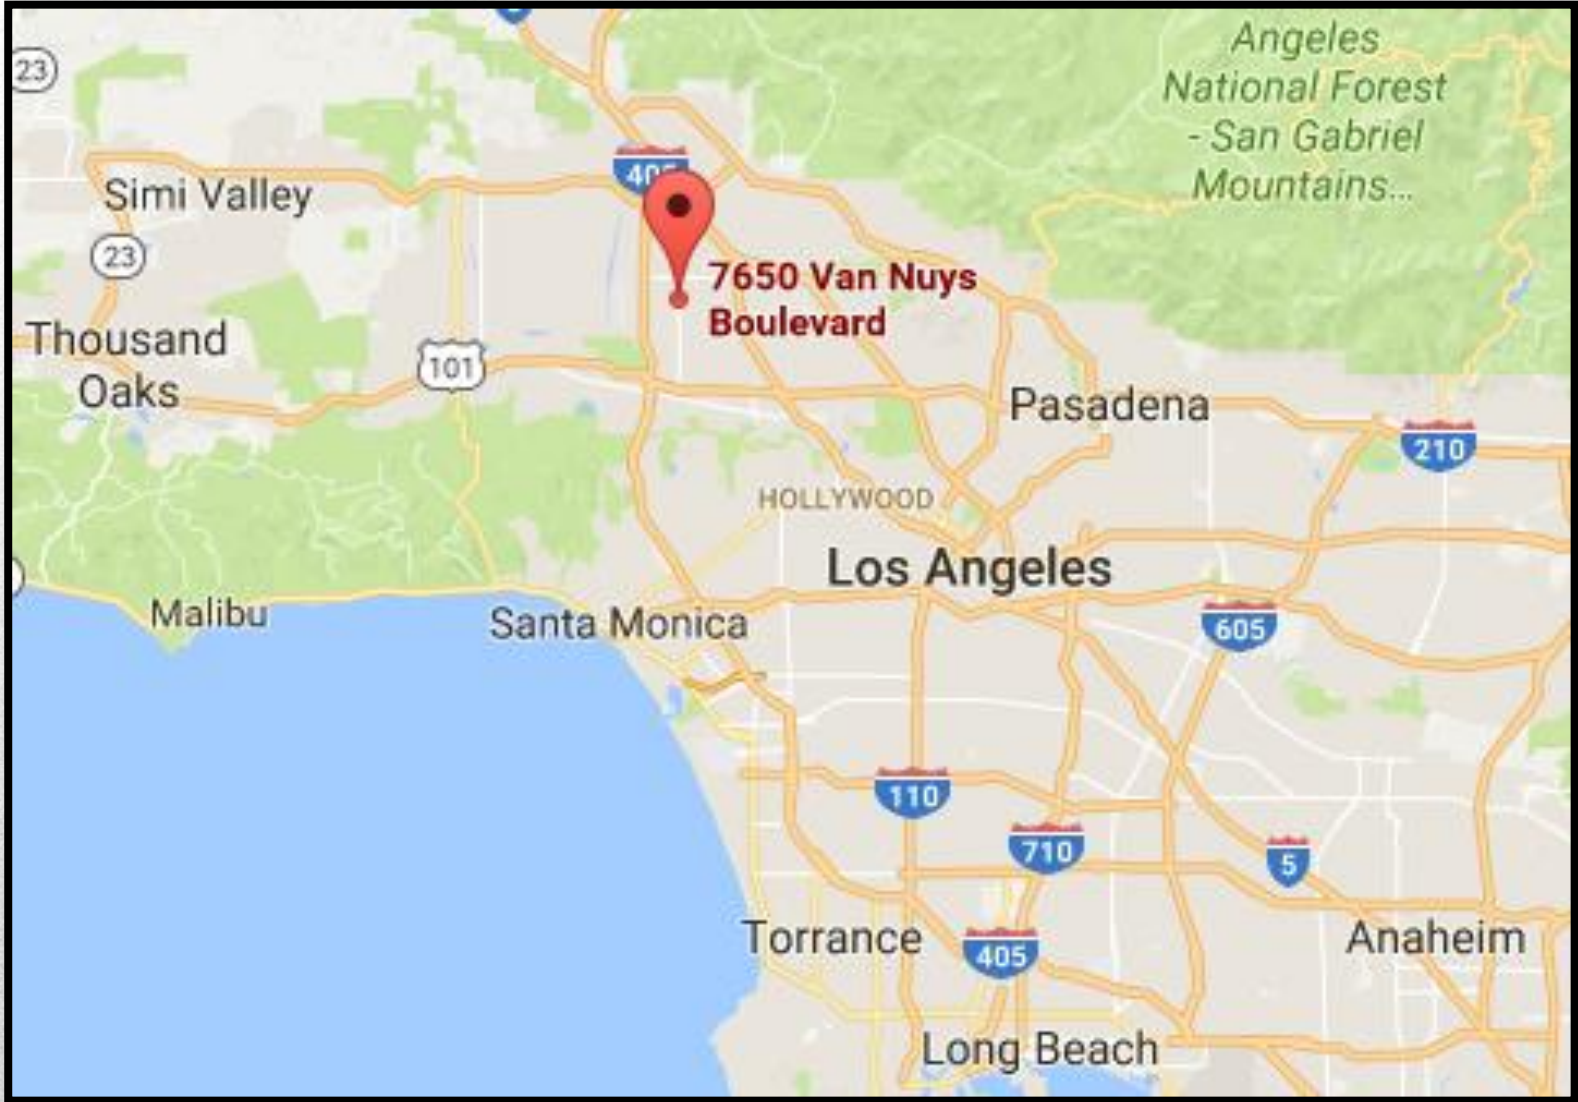 Angeles
National Forest
- San Gabriel
Mountains...
23
405
Simi Valley
23
7650 Van Nuys
Boulevard
Thousand
Oaks
101
Pasadena
210
HOLLYWOOD
Los Angeles
Malibu
Santa Monica
605
110
710
5
Torrance
405
Anaheim
Long Beach